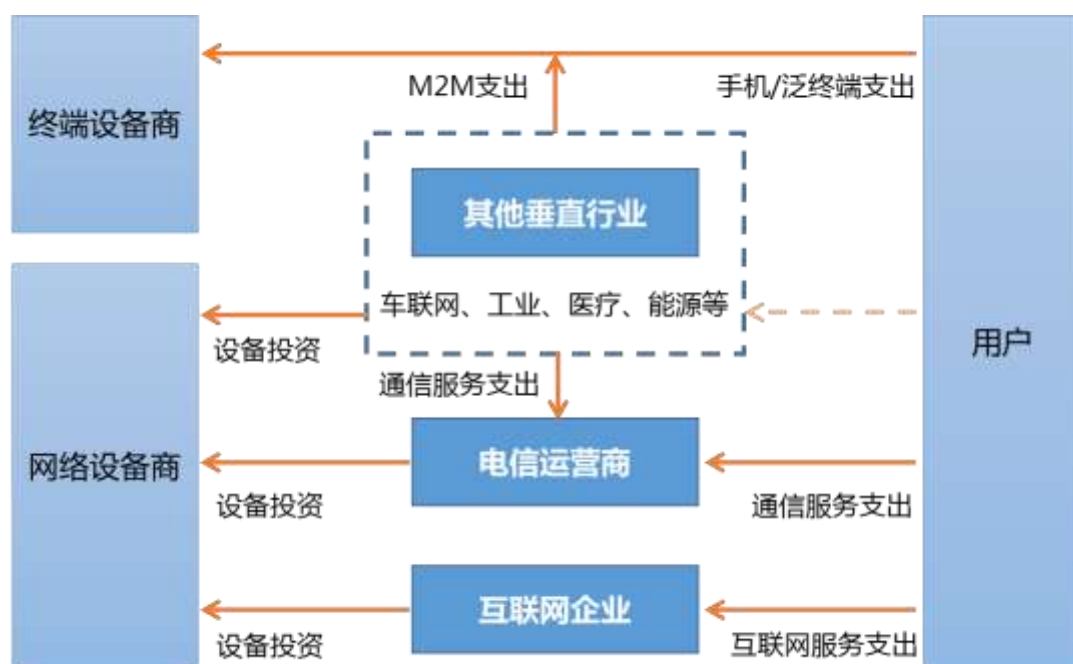 M2M支出
手机/泛终端支出
终端设备商
其他垂直行业
车联网、工业、医疗、能源等
设备投资
用户
通信服务支出
网络设备商
电信运营商
设备投资
通信服务支出
互联网企业
设备投资
互联网服务支出